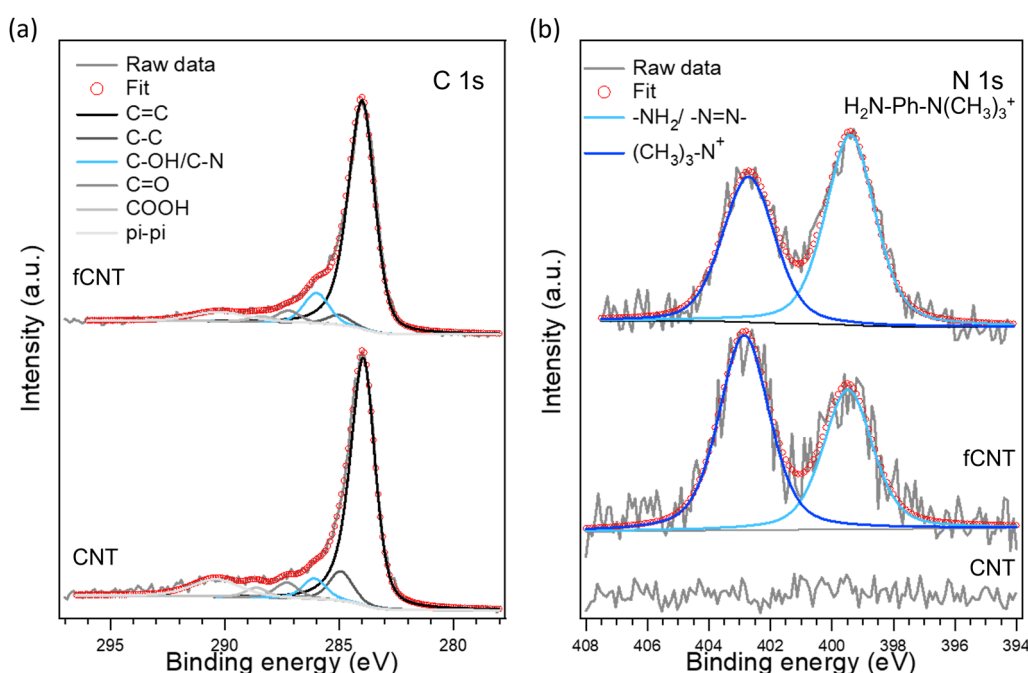 (a)
Raw data
Fit
C=C
C-C
C-OH/C-N
C=O
COOH
pi-pi
C 1s
fCNT
CNT
Intensity (a.u.)
Intensity (a.u.)
295
290
285
280
Binding energy (eV)
(b)
Raw data
Fit
-NH₂/ -N=N-
(CH₃)₃-N⁺
N 1s
H₂N-Ph-N(CH₃)₃⁺
fCNT
CNT
Intensity (a.u.)
Intensity (a.u.)
408
406
404
402
400
398
396
394
Binding energy (eV)